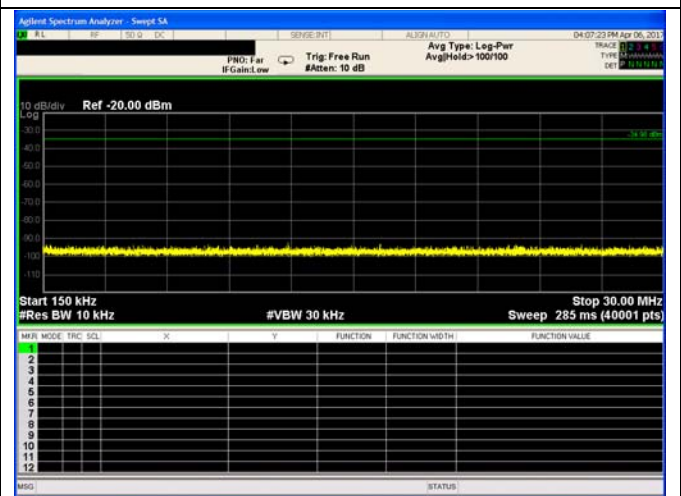 Agilent Spectrum Analyzer - Swept SA
RL RF 50 Ω DC SENSE:INT ALIGN AUTO 04:07:23 PM Apr 06, 2017
Avg Type: Log-Pwr TRACE 1 2 3 4 5
PNO: Far Trig: Free Run Avg|Hold:> 100/100 TYPE M
IFGain:Low #Atten: 10 dB DET P N N N N
10 dB/div Ref -20.00 dBm
Log
-30.0
-40.0
-50.0
-60.0
-70.0
-80.0
-90.0
-100
-110
Start 150 kHz Stop 30.00 MHz
#Res BW 10 kHz #VBW 30 kHz Sweep 285 ms (40001 pts)
MKR MODE TRC SCL X Y FUNCTION FUNCTION WIDTH FUNCTION VALUE
1
2
3
4
5
6
7
8
9
10
11
12
MSG STATUS